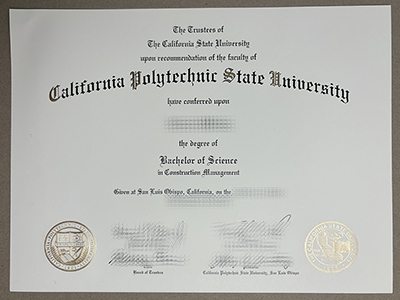 The Trustees of
The California State University
upon recommendation of the faculty of
California Polytechnic State University
have conferred upon
the degree of
Bachelor of Science
in Construction Management
Given at San Luis Obispo, California, on the
Board of Trustees
California Polytechnic State University, San Luis Obispo